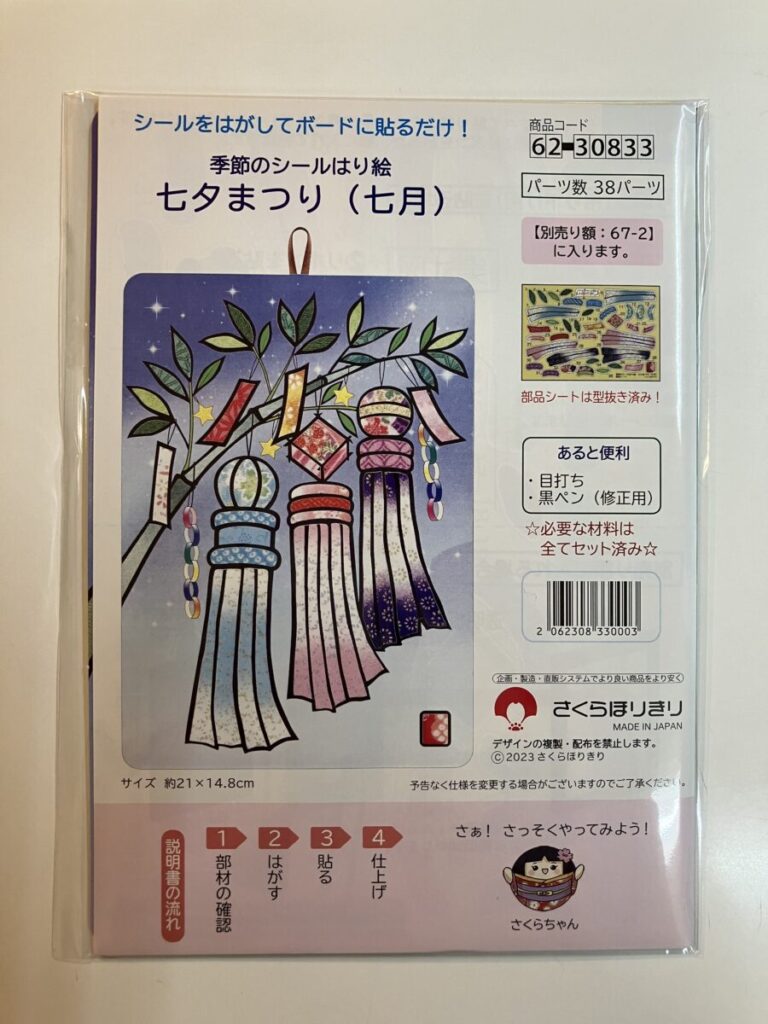 シールをはがしてボードに貼るだけ！
季節のシールはり絵
七夕まつり（七月）
商品コード
62-30833
パーツ数 38パーツ
【別売り額：67-2】
に入ります。
部品シートは型抜き済み！
あると便利
・目打ち
・黒ペン（修正用）
☆必要な材料は
全てセット済み☆
2 062308 330003
企画・製造・直販システムでより良い商品をより安く
さくらほりきり
MADE IN JAPAN
デザインの複製・配布を禁止します。
Ⓒ2023 さくらほりきり
サイズ 約21×14.8cm
予告なく仕様を変更する場合がございますのでご了承ください。
説明書の流れ
1 部材の確認
2 はがす
3 貼る
4 仕上げ
さぁ！ さっそくやってみよう！
さくらちゃん